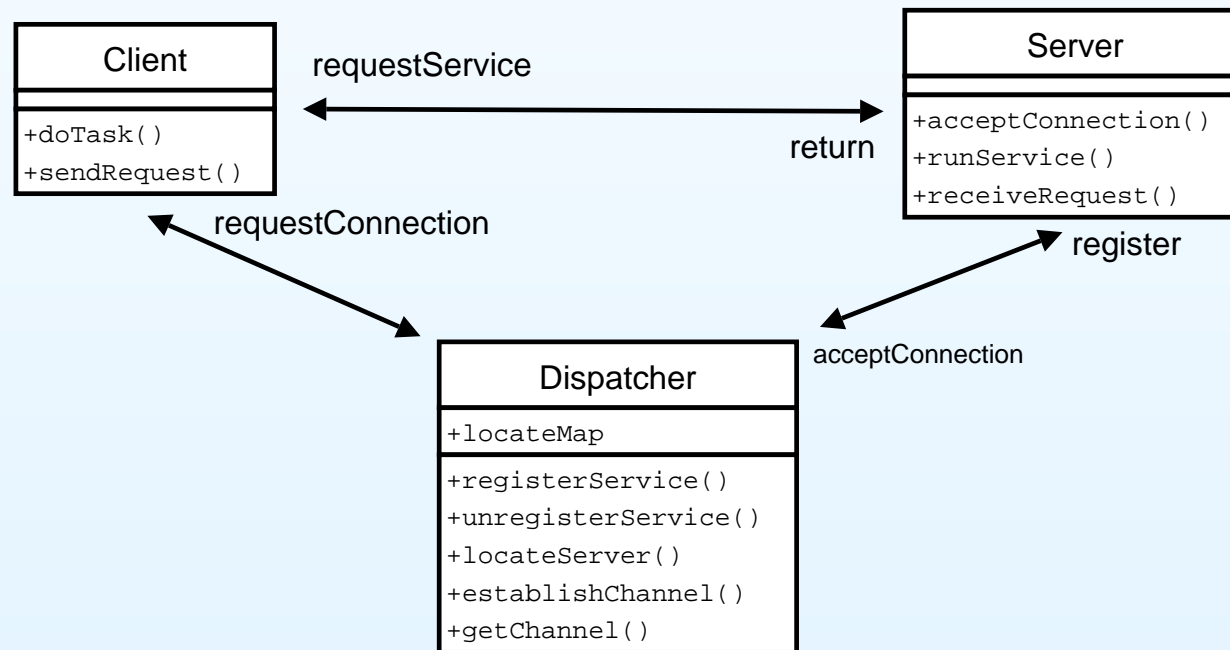 Client
+doTask()
+sendRequest()
requestService
return
Server
+acceptConnection()
+runService()
+receiveRequest()
requestConnection
register
acceptConnection
Dispatcher
+locateMap
+registerService()
+unregisterService()
+locateServer()
+establishChannel()
+getChannel()